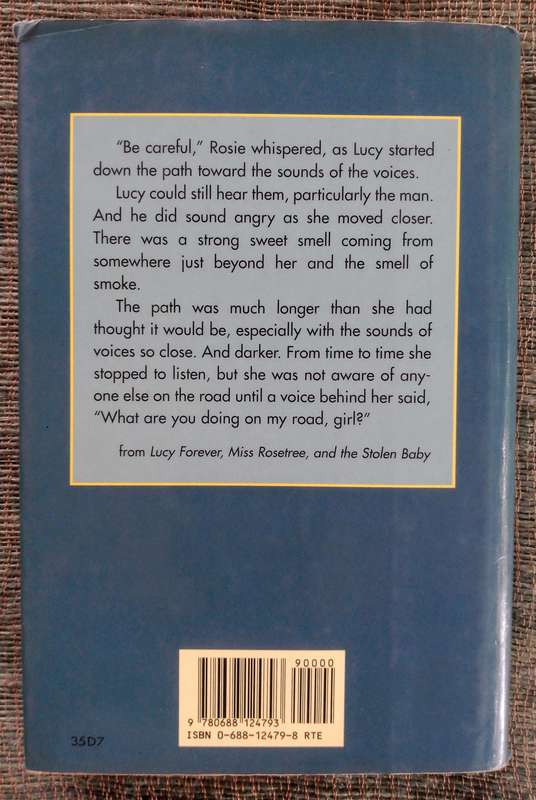 “Be careful,” Rosie whispered, as Lucy started
down the path toward the sounds of the voices.
Lucy could still hear them, particularly the man.
And he did sound angry as she moved closer.
There was a strong sweet smell coming from
somewhere just beyond her and the smell of
smoke.
The path was much longer than she had
thought it would be, especially with the sounds of
voices so close. And darker. From time to time she
stopped to listen, but she was not aware of any-
one else on the road until a voice behind her said,
“What are you doing on my road, girl?”
from Lucy Forever, Miss Rosetree, and the Stolen Baby
90000
9 780688 124793
ISBN 0-688-12479-8 RTE
35D7